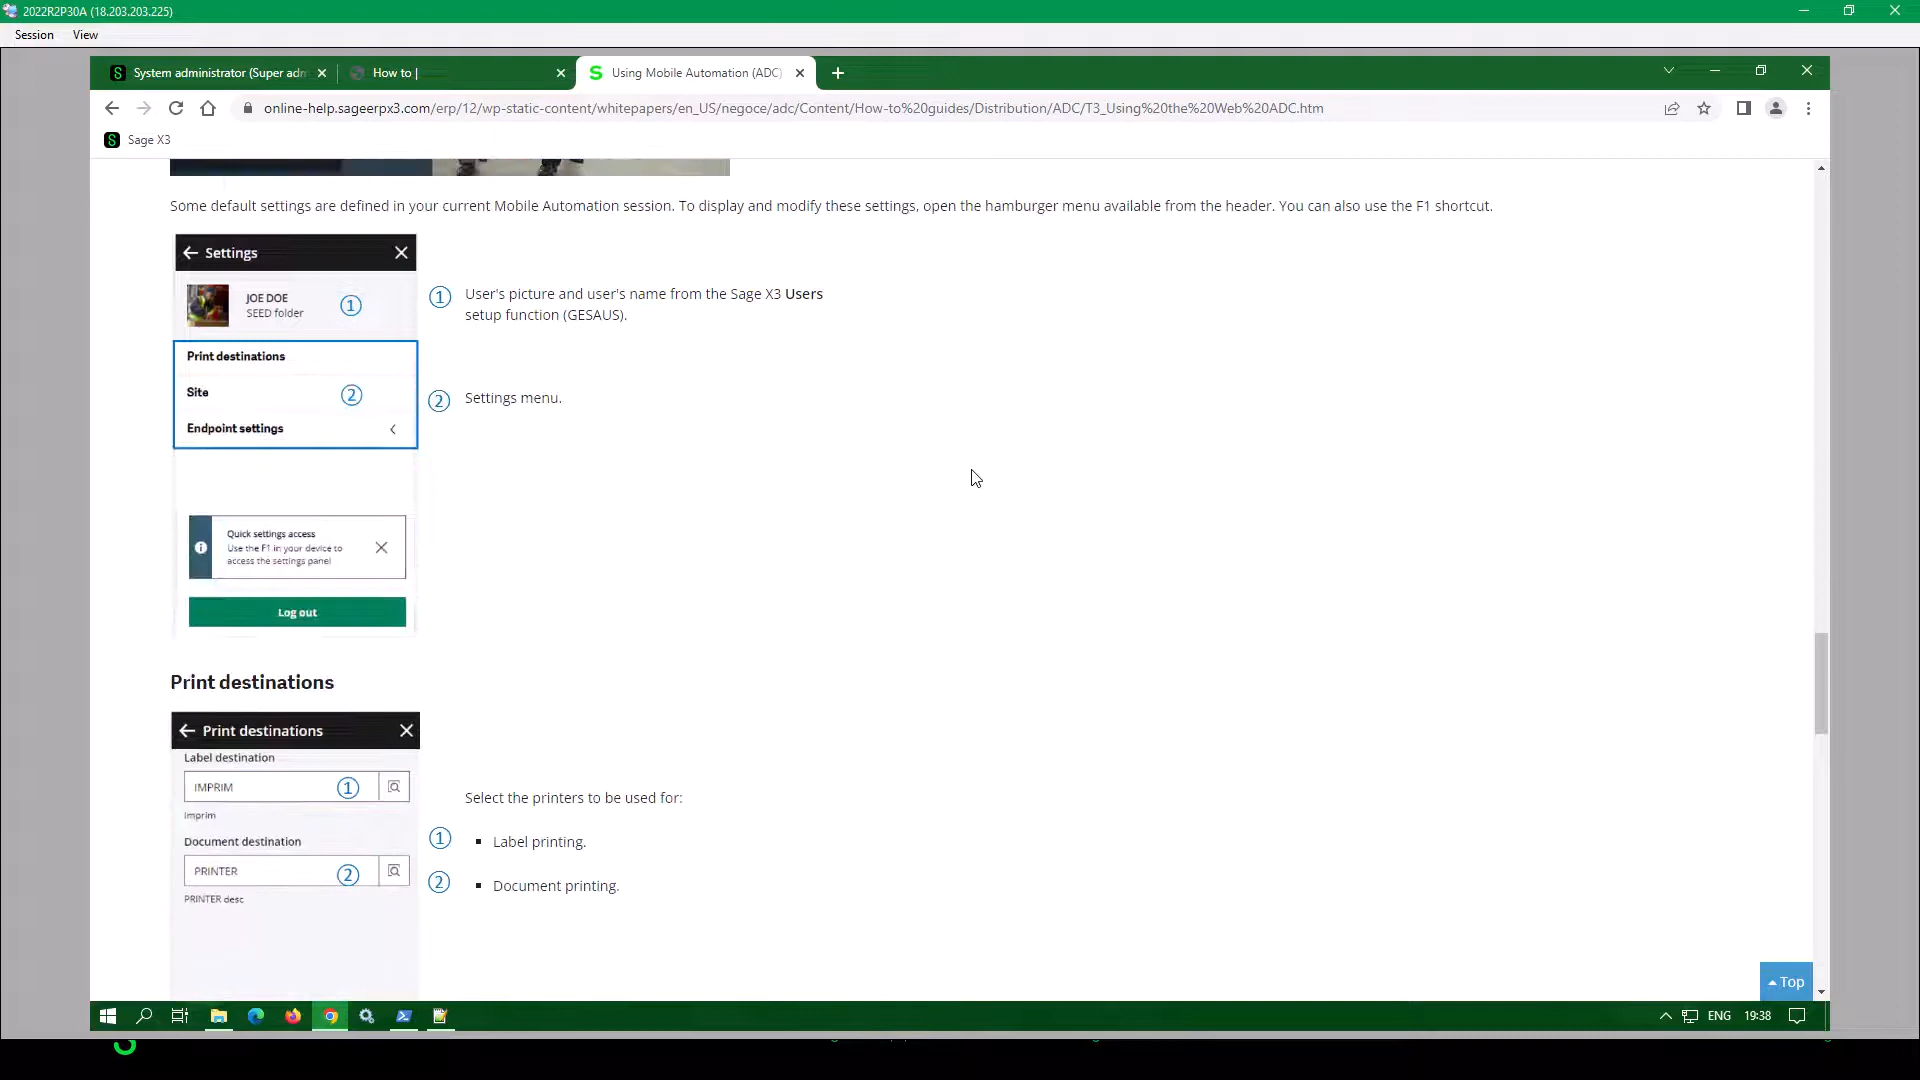 2022R2P30A (18.203.203.225)
Session View
System administrator (Super adm
How to |
Using Mobile Automation (ADC)
online-help.sageerpx3.com/erp/12/wp-static-content/whitepapers/en_US/negoce/adc/Content/How-to%20guides/Distribution/ADC/T3_Using%20the%20Web%20ADC.htm
S Sage X3
Some default settings are defined in your current Mobile Automation session. To display and modify these settings, open the hamburger menu available from the header. You can also use the F1 shortcut.
Settings
JOE DOE
SEED folder
1
1 User's picture and user's name from the Sage X3 Users
setup function (GESAUS).
Print destinations
Site
2
2 Settings menu.
Endpoint settings
Quick settings access
Use the F1 in your device to
access the settings panel
Log out
Print destinations
Print destinations
Label destination
IMPRIM 1
Imprim
Select the printers to be used for:
Document destination
1 ▪ Label printing.
PRINTER 2
2 ▪ Document printing.
PRINTER desc
Top
ENG 19:38